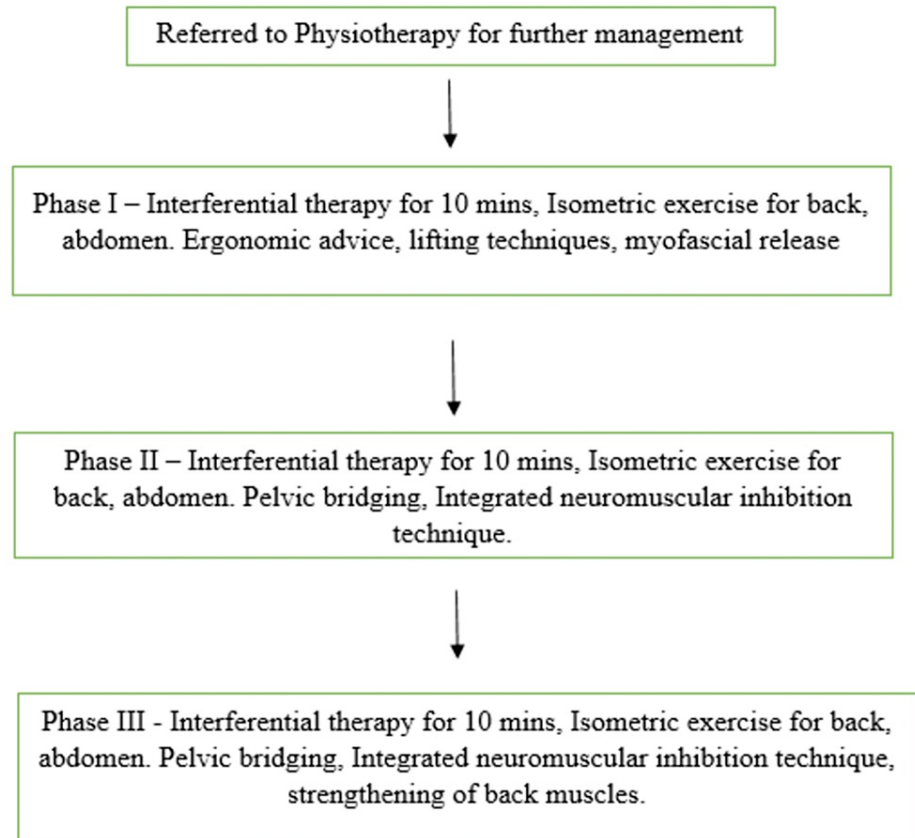 Referred to Physiotherapy for further management
Phase I – Interferential therapy for 10 mins, Isometric exercise for back,
abdomen. Ergonomic advice, lifting techniques, myofascial release
Phase II – Interferential therapy for 10 mins, Isometric exercise for
back, abdomen. Pelvic bridging, Integrated neuromuscular inhibition
technique.
Phase III - Interferential therapy for 10 mins, Isometric exercise for back,
abdomen. Pelvic bridging, Integrated neuromuscular inhibition technique,
strengthening of back muscles.